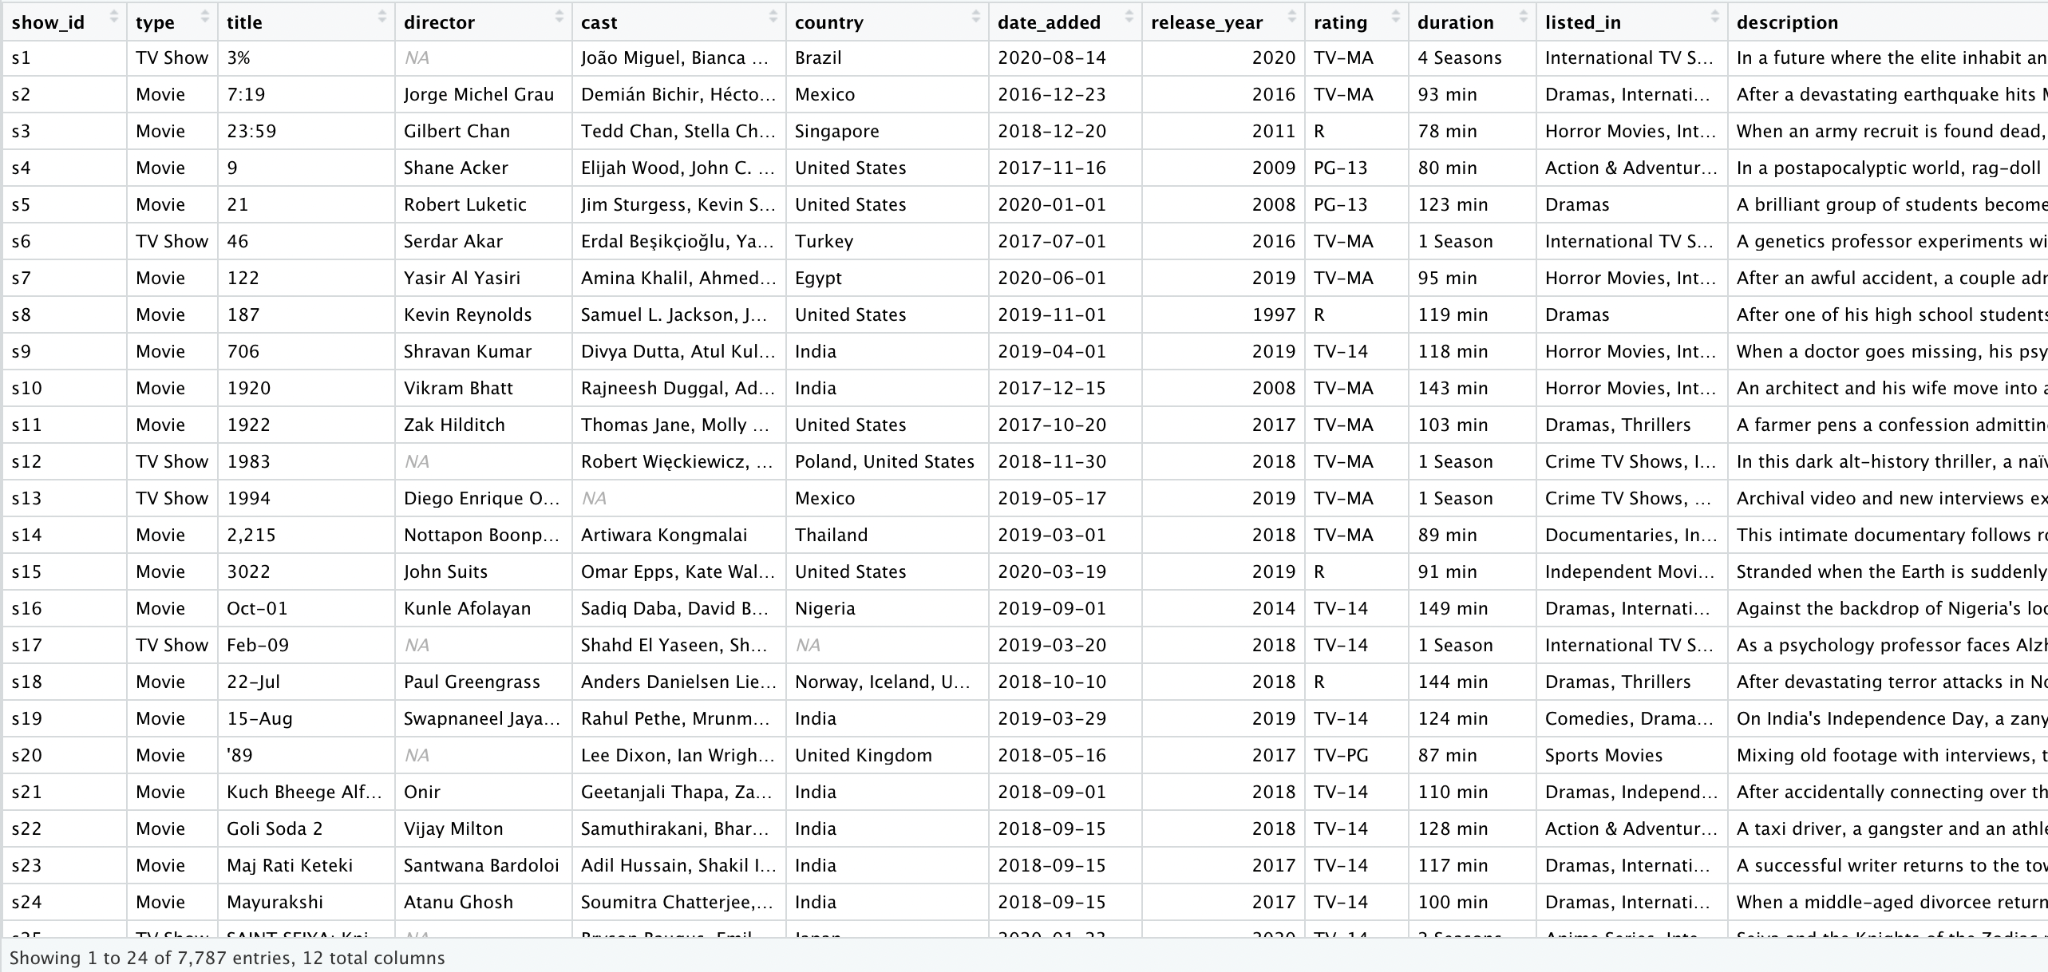 show_id type title director cast country date_added release_year rating duration listed_in description
s1 TV Show 3% NA João Miguel, Bianca ... Brazil 2020-08-14 2020 TV-MA 4 Seasons International TV S... In a future where the elite inhabit an
s2 Movie 7:19 Jorge Michel Grau Demián Bichir, Hécto... Mexico 2016-12-23 2016 TV-MA 93 min Dramas, Internati... After a devastating earthquake hits M
s3 Movie 23:59 Gilbert Chan Tedd Chan, Stella Ch... Singapore 2018-12-20 2011 R 78 min Horror Movies, Int... When an army recruit is found dead,
s4 Movie 9 Shane Acker Elijah Wood, John C. ... United States 2017-11-16 2009 PG-13 80 min Action & Adventur... In a postapocalyptic world, rag-doll
s5 Movie 21 Robert Luketic Jim Sturgess, Kevin S... United States 2020-01-01 2008 PG-13 123 min Dramas A brilliant group of students become
s6 TV Show 46 Serdar Akar Erdal Beşikçioğlu, Ya... Turkey 2017-07-01 2016 TV-MA 1 Season International TV S... A genetics professor experiments wi
s7 Movie 122 Yasir Al Yasiri Amina Khalil, Ahmed... Egypt 2020-06-01 2019 TV-MA 95 min Horror Movies, Int... After an awful accident, a couple adm
s8 Movie 187 Kevin Reynolds Samuel L. Jackson, J... United States 2019-11-01 1997 R 119 min Dramas After one of his high school students
s9 Movie 706 Shravan Kumar Divya Dutta, Atul Kul... India 2019-04-01 2019 TV-14 118 min Horror Movies, Int... When a doctor goes missing, his psy
s10 Movie 1920 Vikram Bhatt Rajneesh Duggal, Ad... India 2017-12-15 2008 TV-MA 143 min Horror Movies, Int... An architect and his wife move into a
s11 Movie 1922 Zak Hilditch Thomas Jane, Molly ... United States 2017-10-20 2017 TV-MA 103 min Dramas, Thrillers A farmer pens a confession admittin
s12 TV Show 1983 NA Robert Więckiewicz, ... Poland, United States 2018-11-30 2018 TV-MA 1 Season Crime TV Shows, I... In this dark alt-history thriller, a naïv
s13 TV Show 1994 Diego Enrique O... NA Mexico 2019-05-17 2019 TV-MA 1 Season Crime TV Shows, ... Archival video and new interviews ex
s14 Movie 2,215 Nottapon Boonp... Artiwara Kongmalai Thailand 2019-03-01 2018 TV-MA 89 min Documentaries, In... This intimate documentary follows ro
s15 Movie 3022 John Suits Omar Epps, Kate Wal... United States 2020-03-19 2019 R 91 min Independent Movi... Stranded when the Earth is suddenly
s16 Movie Oct-01 Kunle Afolayan Sadiq Daba, David B... Nigeria 2019-09-01 2014 TV-14 149 min Dramas, Internati... Against the backdrop of Nigeria's loo
s17 TV Show Feb-09 NA Shahd El Yaseen, Sh... NA 2019-03-20 2018 TV-14 1 Season International TV S... As a psychology professor faces Alzh
s18 Movie 22-Jul Paul Greengrass Anders Danielsen Lie... Norway, Iceland, U... 2018-10-10 2018 R 144 min Dramas, Thrillers After devastating terror attacks in No
s19 Movie 15-Aug Swapnaneel Jaya... Rahul Pethe, Mrunm... India 2019-03-29 2019 TV-14 124 min Comedies, Drama... On India's Independence Day, a zany
s20 Movie '89 NA Lee Dixon, Ian Wrigh... United Kingdom 2018-05-16 2017 TV-PG 87 min Sports Movies Mixing old footage with interviews, t
s21 Movie Kuch Bheege Alf... Onir Geetanjali Thapa, Za... India 2018-09-01 2018 TV-14 110 min Dramas, Independ... After accidentally connecting over th
s22 Movie Goli Soda 2 Vijay Milton Samuthirakani, Bhar... India 2018-09-15 2018 TV-14 128 min Action & Adventur... A taxi driver, a gangster and an athle
s23 Movie Maj Rati Keteki Santwana Bardoloi Adil Hussain, Shakil I... India 2018-09-15 2017 TV-14 117 min Dramas, Internati... A successful writer returns to the tow
s24 Movie Mayurakshi Atanu Ghosh Soumitra Chatterjee,... India 2018-09-15 2017 TV-14 100 min Dramas, Internati... When a middle-aged divorcee return
Showing 1 to 24 of 7,787 entries, 12 total columns